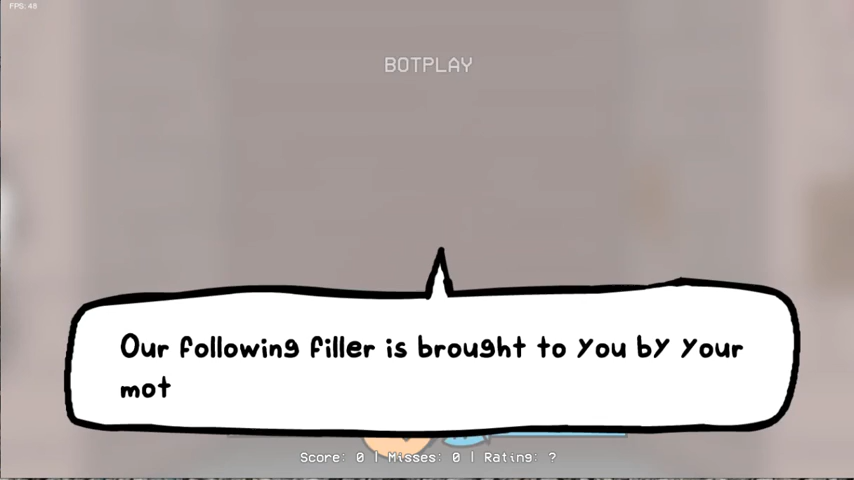 FPS: 48
BOTPLAY
Our following filler is brought to you by your
mot
Score: 0 | Misses: 0 | Rating: ?